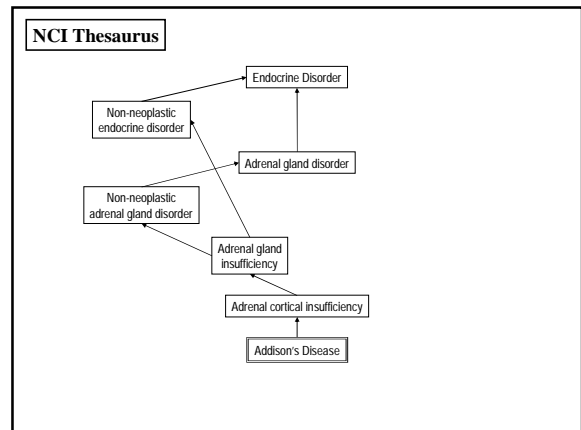 NCI Thesaurus
Endocrine Disorder
Non-neoplastic
endocrine disorder
Adrenal gland disorder
Non-neoplastic
adrenal gland disorder
Adrenal gland
insufficiency
Adrenal cortical insufficiency
Addison's Disease